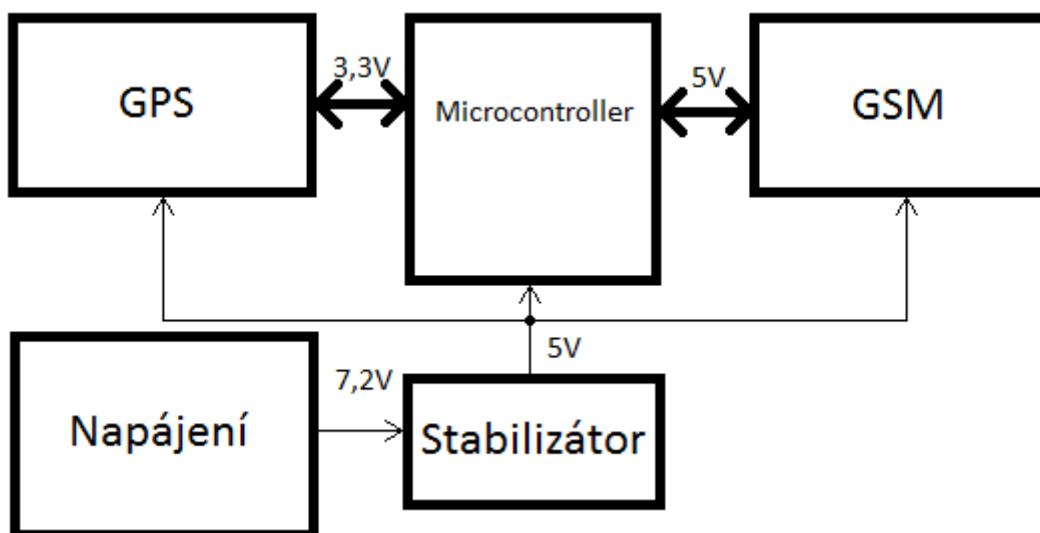 GPS
3,3V
Microcontroller
5V
GSM
5V
Napájení
7,2V
Stabilizátor